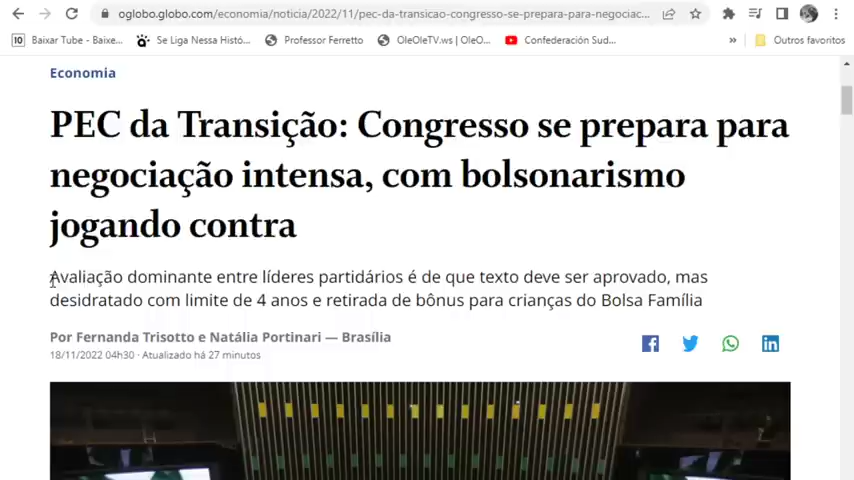 oglobo.globo.com/economia/noticia/2022/11/pec-da-transicao-congresso-se-prepara-para-negociac...
Baixar Tube - Baixe... Se Liga Nessa Histó... Professor Ferretto OleOleTV.ws | OleO... Confederación Sud... » Outros favoritos
Economia
PEC da Transição: Congresso se prepara para
negociação intensa, com bolsonarismo
jogando contra
Avaliação dominante entre líderes partidários é de que texto deve ser aprovado, mas
desidratado com limite de 4 anos e retirada de bônus para crianças do Bolsa Família
Por Fernanda Trisotto e Natália Portinari — Brasília
18/11/2022 04h30 · Atualizado há 27 minutos